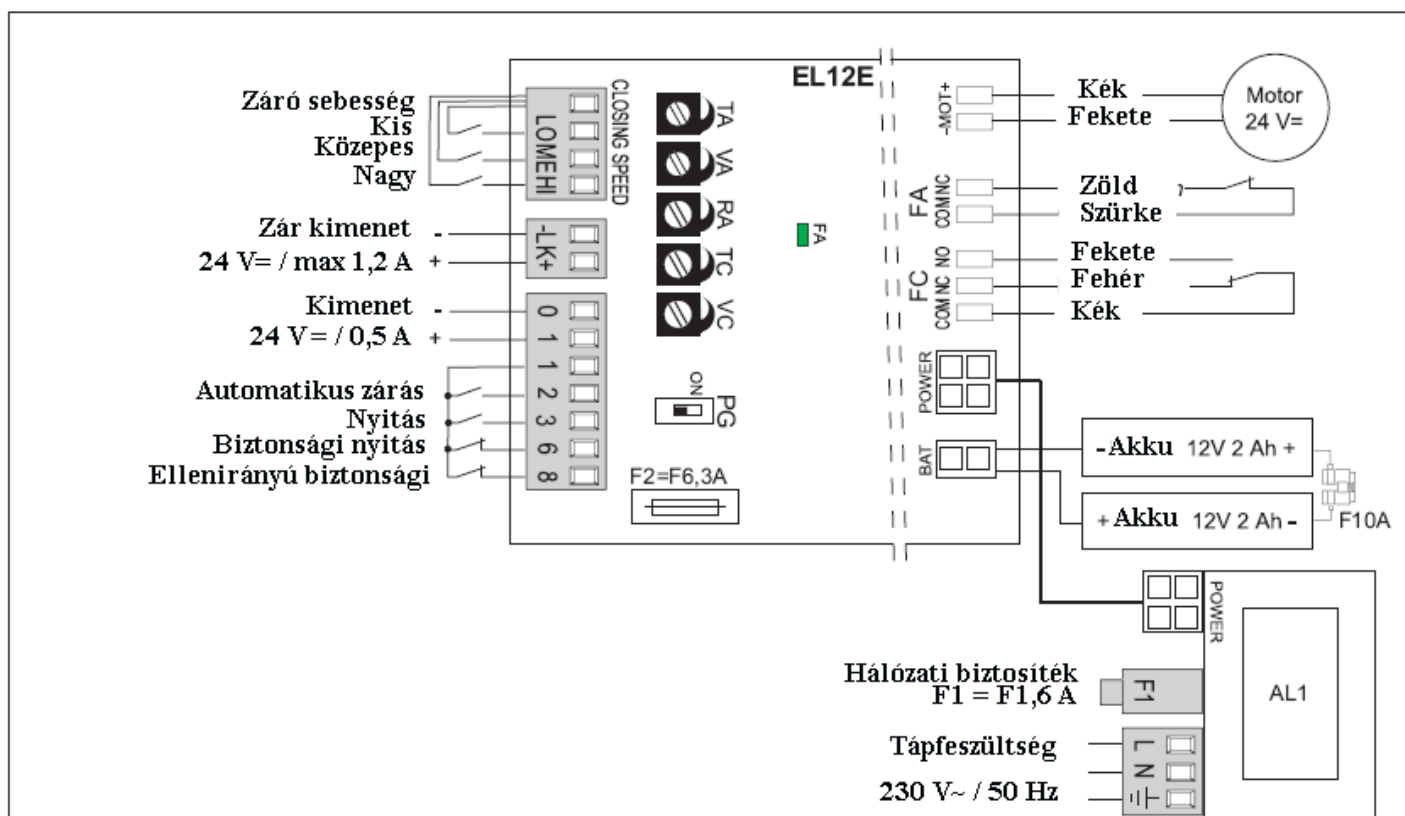 EL12E
Záró sebesség
Kis
Közepes
Nagy
CLOSING SPEED
LOMEHI
Zár kimenet -
24 V= / max 1,2 A +
-LK+
Kimenet -
24 V= / 0,5 A +
0
1
1
2
3
6
8
Automatikus zárás
Nyitás
Biztonsági nyitás
Ellenirányú biztonsági
TA
VA
RA
TC
VC
FA
ON
PG
F2=F6,3A
-MOT+
Kék
Fekete
Motor
24 V=
FA
COM NC
Zöld
Szürke
FC
COM NC NO
Fekete
Fehér
Kék
POWER
BAT
- Akku 12V 2 Ah +
+ Akku 12V 2 Ah -
F10A
POWER
AL1
Hálózati biztosíték
F1 = F1,6 A
F1
Tápfeszültség
230 V~ / 50 Hz
L
N